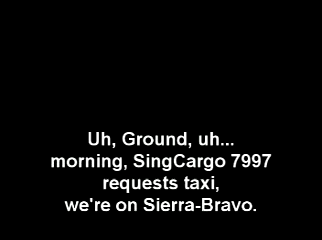 Uh, Ground, uh...
morning, SingCargo 7997
requests taxi,
we're on Sierra-Bravo.